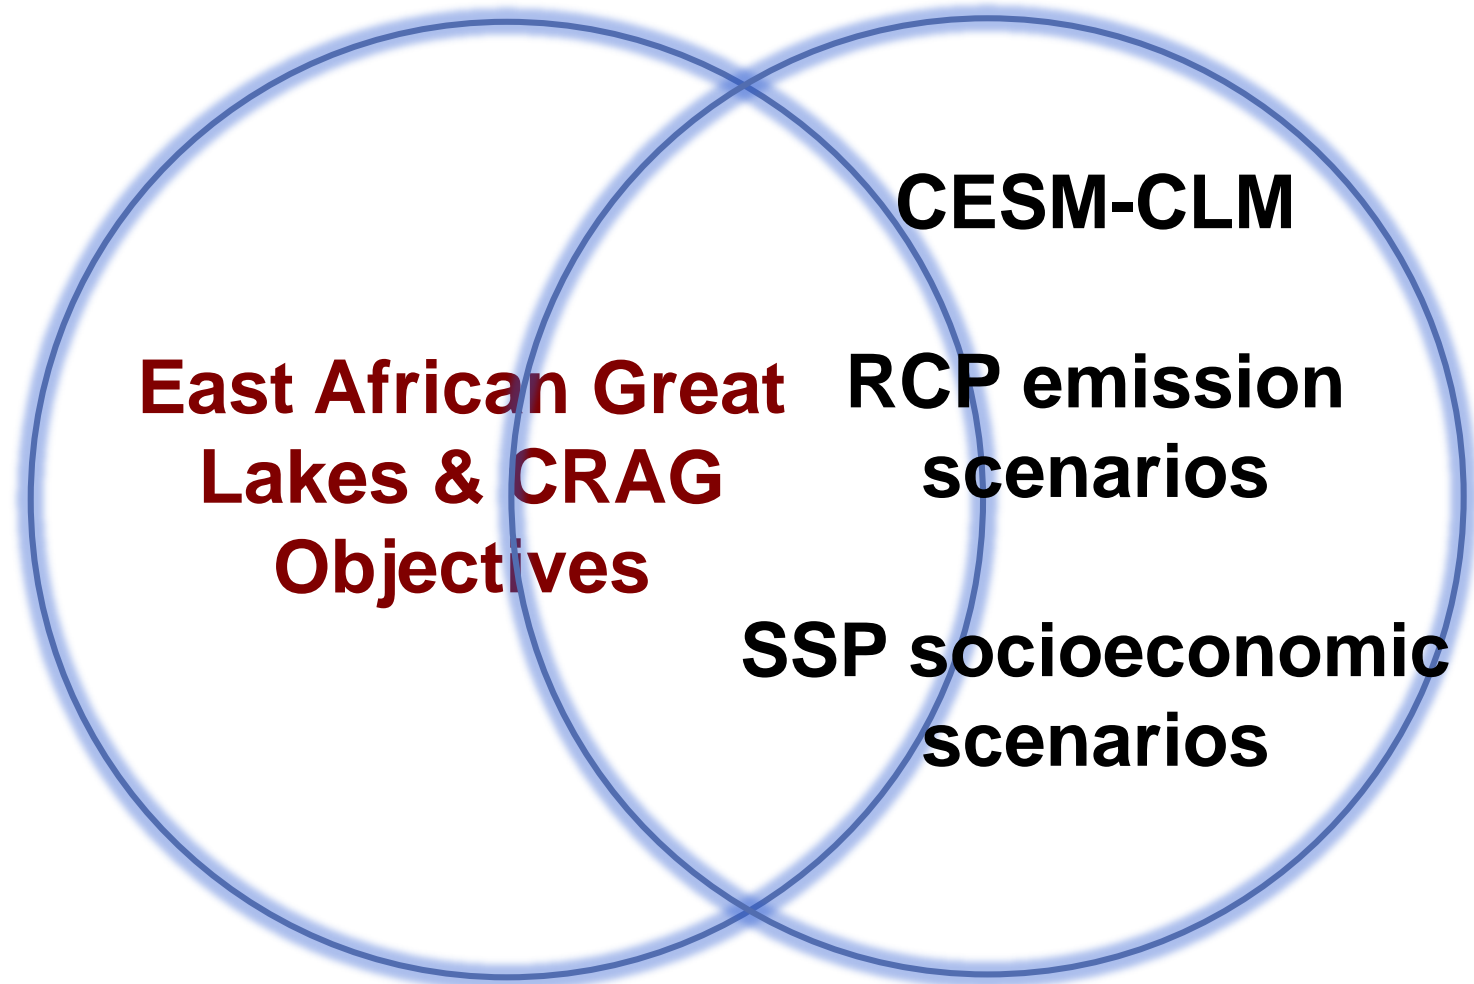 East African Great
Lakes & CRAG
Objectives
CESM-CLM
RCP emission
scenarios
SSP socioeconomic
scenarios